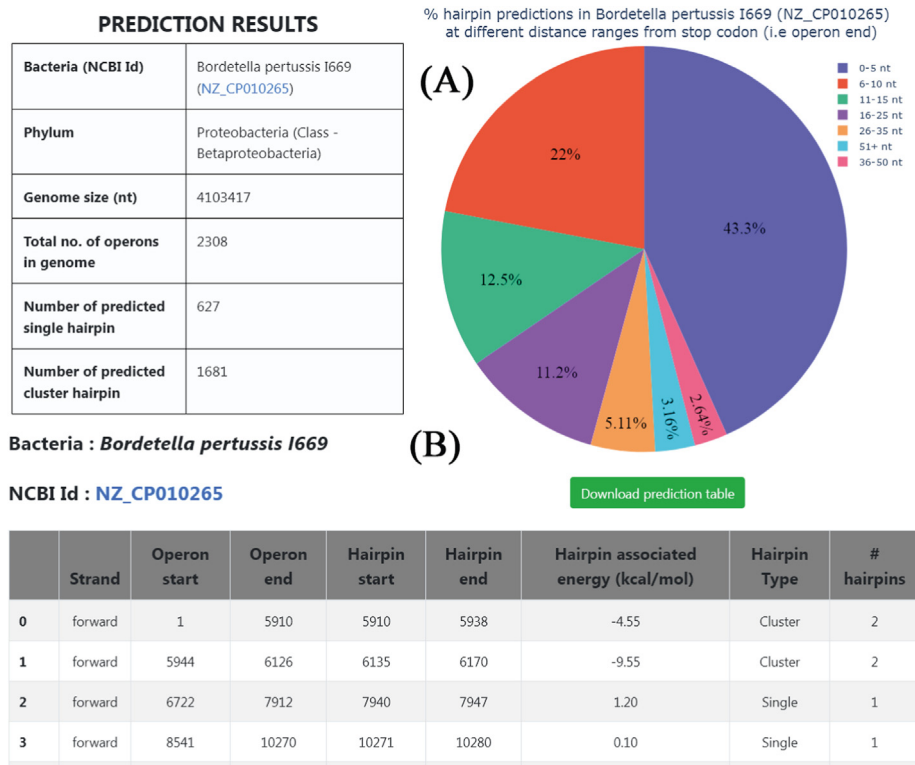 PREDICTION RESULTS
Bacteria (NCBI Id) Bordetella pertussis I669
(NZ_CP010265)
Phylum Proteobacteria (Class -
Betaproteobacteria)
Genome size (nt) 4103417
Total no. of operons 2308
in genome
Number of predicted 627
single hairpin
Number of predicted 1681
cluster hairpin
% hairpin predictions in Bordetella pertussis I669 (NZ_CP010265)
at different distance ranges from stop codon (i.e operon end)
(A)
0-5 nt
6-10 nt
11-15 nt
16-25 nt
26-35 nt
51+ nt
36-50 nt
22%
43.3%
12.5%
11.2%
5.11%
3.16%
2.64%
Bacteria : Bordetella pertussis I669
(B)
NCBI Id : NZ_CP010265
Download prediction table
Strand Operon start Operon end Hairpin start Hairpin end Hairpin associated energy (kcal/mol) Hairpin Type # hairpins
0 forward 1 5910 5910 5938 -4.55 Cluster 2
1 forward 5944 6126 6135 6170 -9.55 Cluster 2
2 forward 6722 7912 7940 7947 1.20 Single 1
3 forward 8541 10270 10271 10280 0.10 Single 1